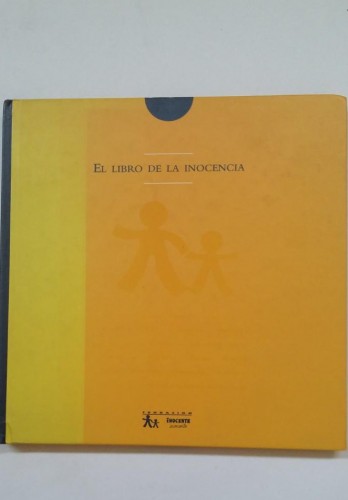 EL LIBRO DE LA INOCENCIA
FUNDACIÓN
INOCENTE